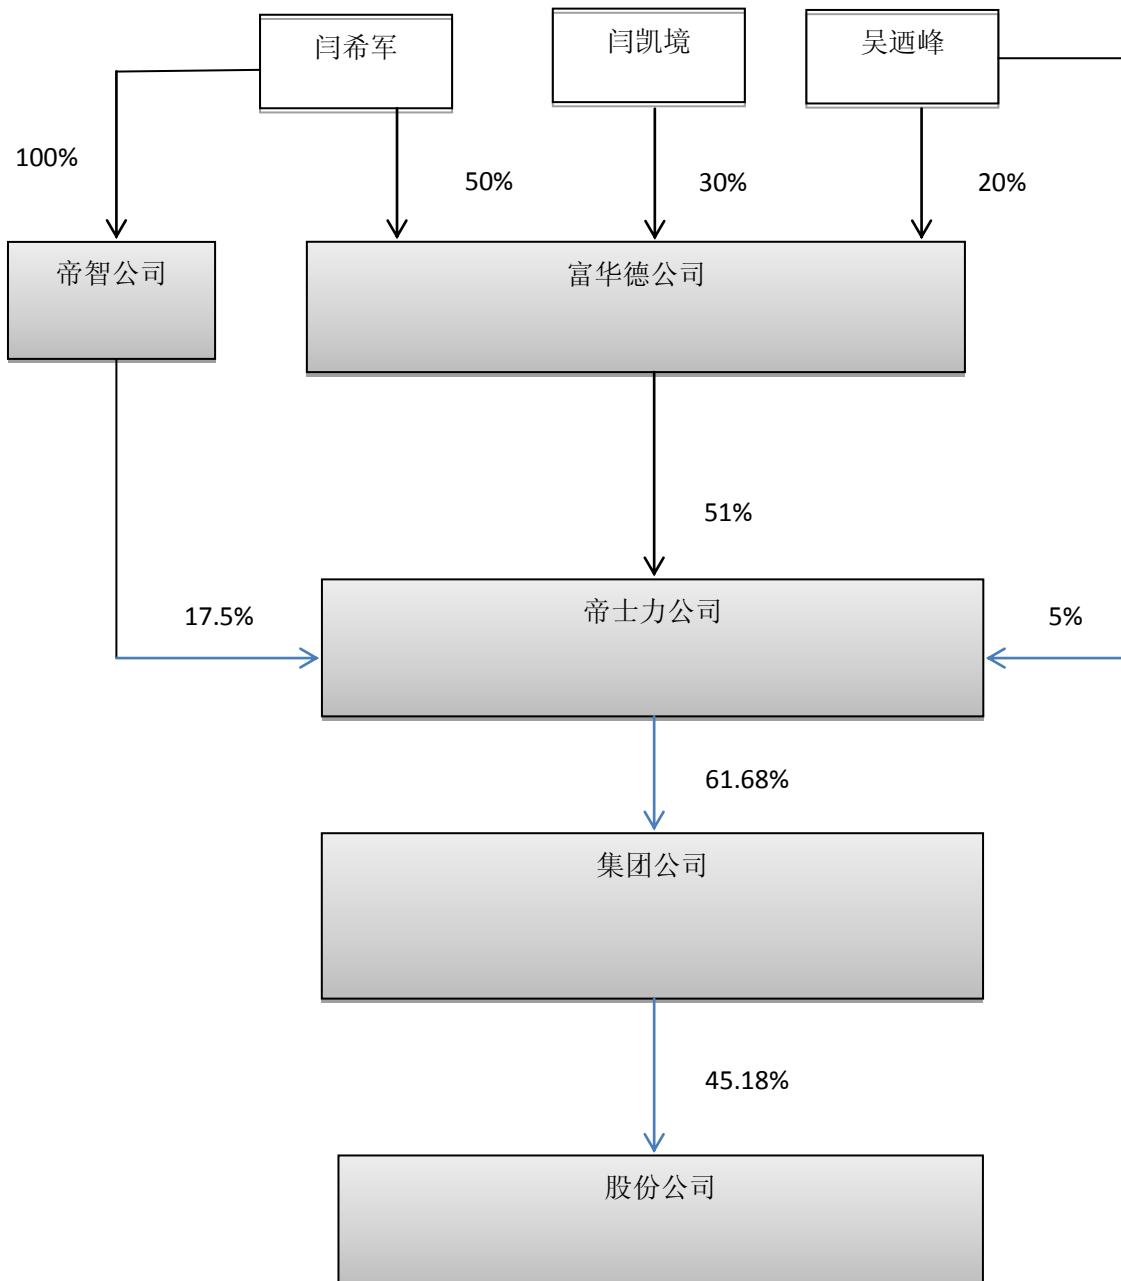 闫希军
闫凯境
吴迺峰
100%
50%
30%
20%
帝智公司
富华德公司
51%
帝士力公司
17.5%
5%
61.68%
集团公司
45.18%
股份公司